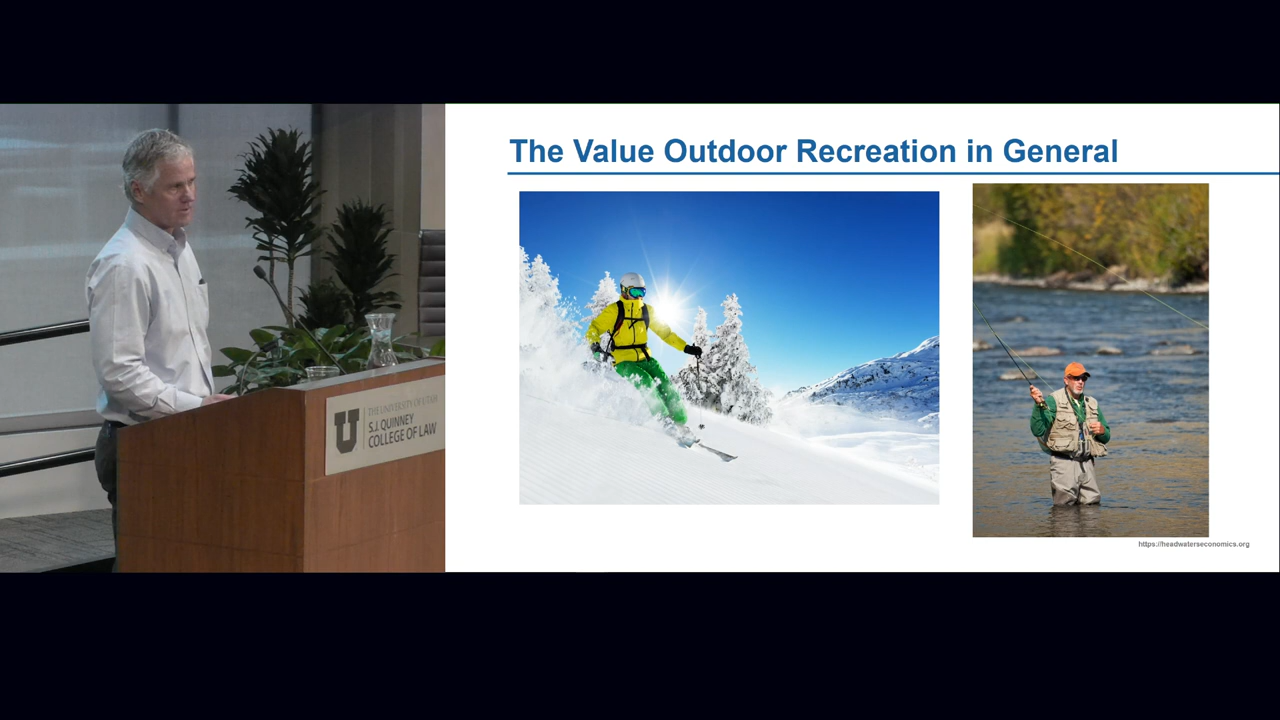 The Value Outdoor Recreation in General
U
THE UNIVERSITY OF UTAH
S.J. QUINNEY
COLLEGE OF LAW
https://headwaterseconomics.org